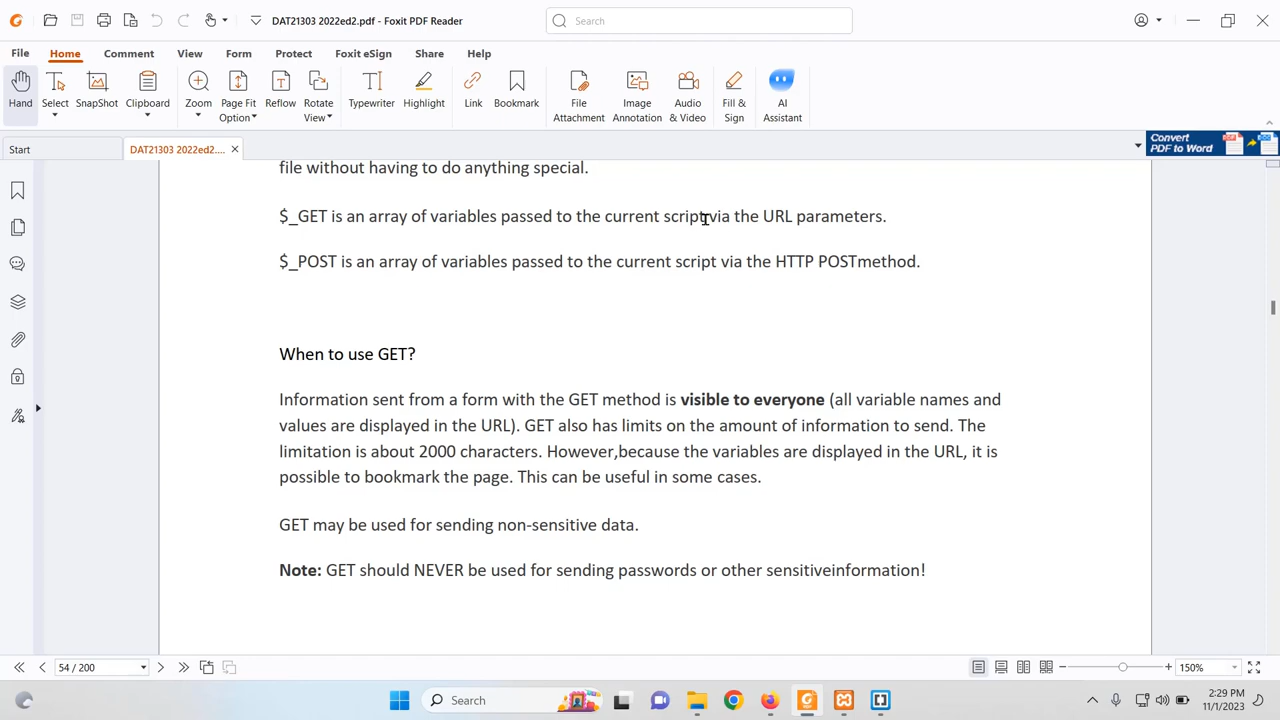 DAT21303 2022ed2.pdf - Foxit PDF Reader
Search
File Home Comment View Form Protect Foxit eSign Share Help
Hand Select SnapShot Clipboard Zoom Page Fit Option Reflow Rotate View Typewriter Highlight Link Bookmark File Attachment Image Annotation Audio & Video Fill & Sign AI Assistant
Start DAT21303 2022ed2....
Convert
PDF to Word
file without having to do anything special.
$_GET is an array of variables passed to the current script via the URL parameters.
$_POST is an array of variables passed to the current script via the HTTP POSTmethod.
When to use GET?
Information sent from a form with the GET method is visible to everyone (all variable names and
values are displayed in the URL). GET also has limits on the amount of information to send. The
limitation is about 2000 characters. However,because the variables are displayed in the URL, it is
possible to bookmark the page. This can be useful in some cases.
GET may be used for sending non-sensitive data.
Note: GET should NEVER be used for sending passwords or other sensitiveinformation!
54 / 200
150%
Search
2:29 PM
11/1/2023